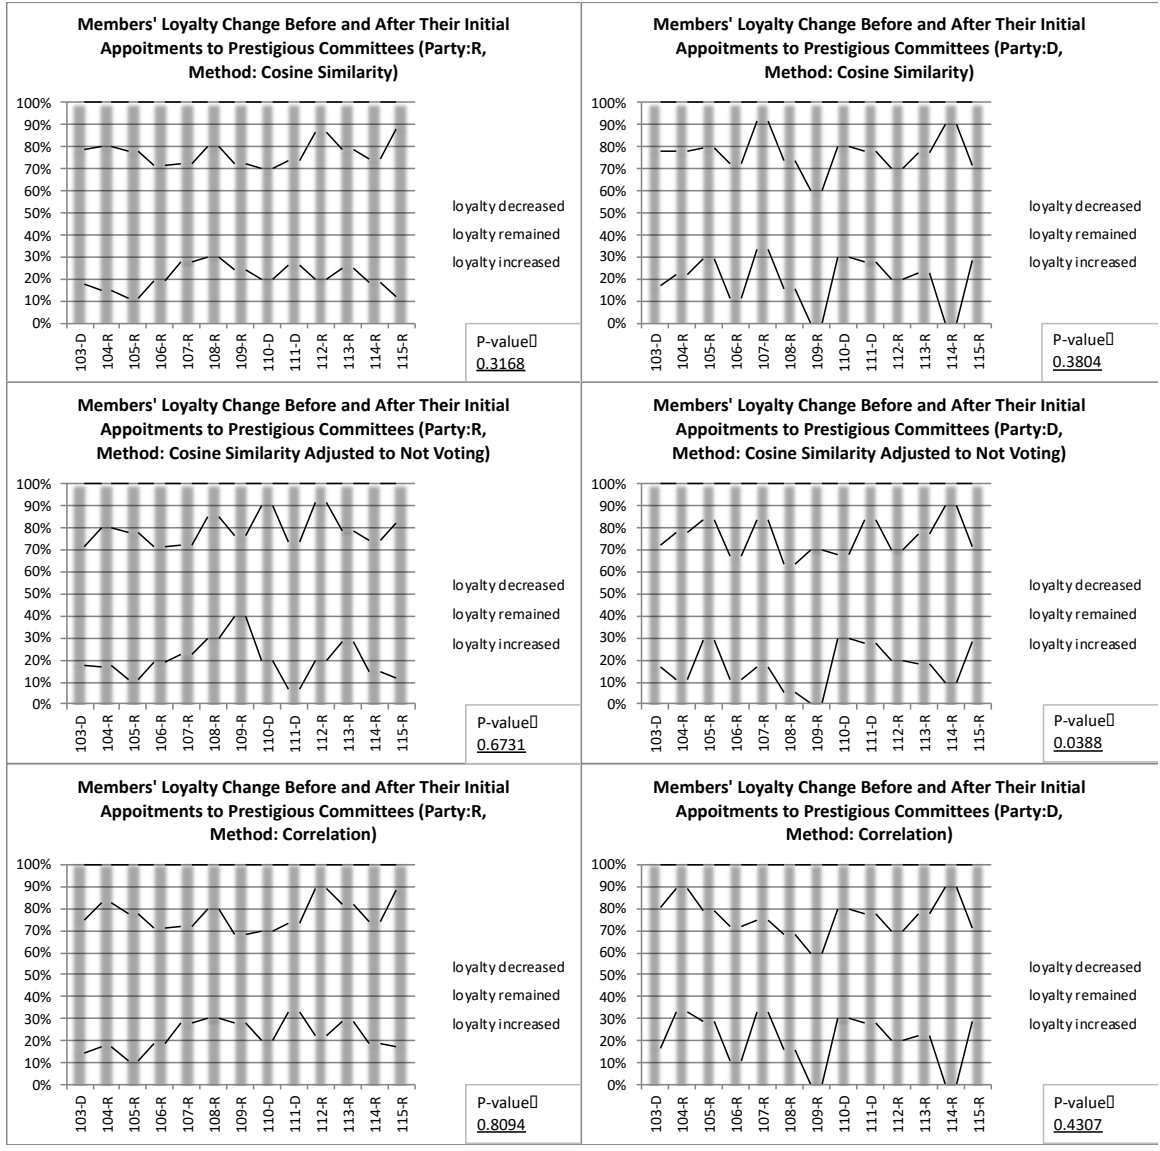 Members' Loyalty Change Before and After Their Initial
Appoitments to Prestigious Committees (Party:R,
Method: Cosine Similarity)
100%
90%
80%
70%
60%
50%
40%
30%
20%
10%
0%
103-D
104-R
105-R
106-R
107-R
108-R
109-R
110-D
111-D
112-R
113-R
114-R
115-R
loyalty decreased
loyalty remained
loyalty increased
P-value
0.3168
Members' Loyalty Change Before and After Their Initial
Appoitments to Prestigious Committees (Party:D,
Method: Cosine Similarity)
100%
90%
80%
70%
60%
50%
40%
30%
20%
10%
0%
103-D
104-R
105-R
106-R
107-R
108-R
109-R
110-D
111-D
112-R
113-R
114-R
115-R
loyalty decreased
loyalty remained
loyalty increased
P-value
0.3804
Members' Loyalty Change Before and After Their Initial
Appoitments to Prestigious Committees (Party:R,
Method: Cosine Similarity Adjusted to Not Voting)
100%
90%
80%
70%
60%
50%
40%
30%
20%
10%
0%
103-D
104-R
105-R
106-R
107-R
108-R
109-R
110-D
111-D
112-R
113-R
114-R
115-R
loyalty decreased
loyalty remained
loyalty increased
P-value
0.6731
Members' Loyalty Change Before and After Their Initial
Appoitments to Prestigious Committees (Party:D,
Method: Cosine Similarity Adjusted to Not Voting)
100%
90%
80%
70%
60%
50%
40%
30%
20%
10%
0%
103-D
104-R
105-R
106-R
107-R
108-R
109-R
110-D
111-D
112-R
113-R
114-R
115-R
loyalty decreased
loyalty remained
loyalty increased
P-value
0.0388
Members' Loyalty Change Before and After Their Initial
Appoitments to Prestigious Committees (Party:R,
Method: Correlation)
100%
90%
80%
70%
60%
50%
40%
30%
20%
10%
0%
103-D
104-R
105-R
106-R
107-R
108-R
109-R
110-D
111-D
112-R
113-R
114-R
115-R
loyalty decreased
loyalty remained
loyalty increased
P-value
0.8094
Members' Loyalty Change Before and After Their Initial
Appoitments to Prestigious Committees (Party:D,
Method: Correlation)
100%
90%
80%
70%
60%
50%
40%
30%
20%
10%
0%
103-D
104-R
105-R
106-R
107-R
108-R
109-R
110-D
111-D
112-R
113-R
114-R
115-R
loyalty decreased
loyalty remained
loyalty increased
P-value
0.4307